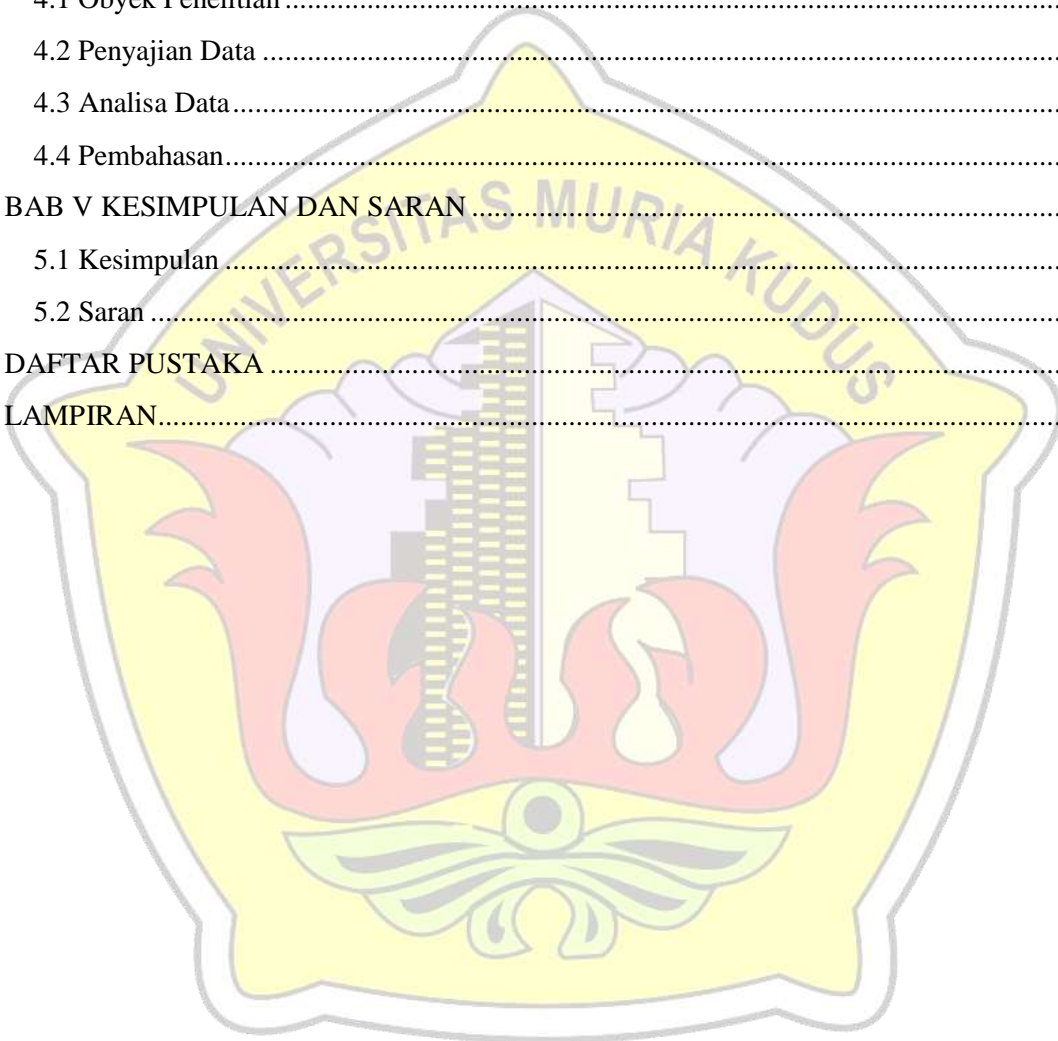 4.1 Obyek Penelitian ........................................................................................................
4.2 Penyajian Data ...........................................................................................................
4.3 Analisa Data...............................................................................................................
4.4 Pembahasan................................................................................................................
BAB V KESIMPULAN DAN SARAN ...............................................................................
5.1 Kesimpulan ................................................................................................................
5.2 Saran ..........................................................................................................................
DAFTAR PUSTAKA ..........................................................................................................
LAMPIRAN.........................................................................................................................
UNIVERSITAS MURIA KUDUS